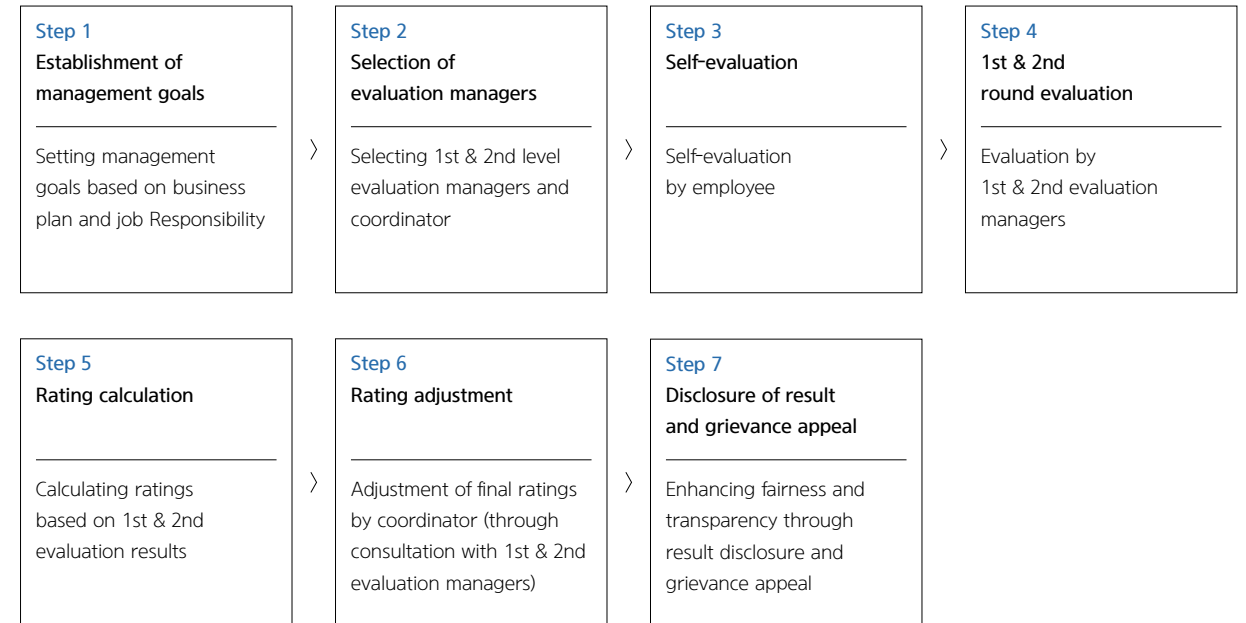 Step 1
Establishment of
management goals
Setting management
goals based on business
plan and job Responsibility
〉
Step 2
Selection of
evaluation managers
Selecting 1st & 2nd level
evaluation managers and
coordinator
〉
Step 3
Self-evaluation
Self-evaluation
by employee
〉
Step 4
1st & 2nd
round evaluation
Evaluation by
1st & 2nd evaluation
managers
Step 5
Rating calculation
Calculating ratings
based on 1st & 2nd
evaluation results
〉
Step 6
Rating adjustment
Adjustment of final ratings
by coordinator (through
consultation with 1st & 2nd
evaluation managers)
〉
Step 7
Disclosure of result
and grievance appeal
Enhancing fairness and
transparency through
result disclosure and
grievance appeal